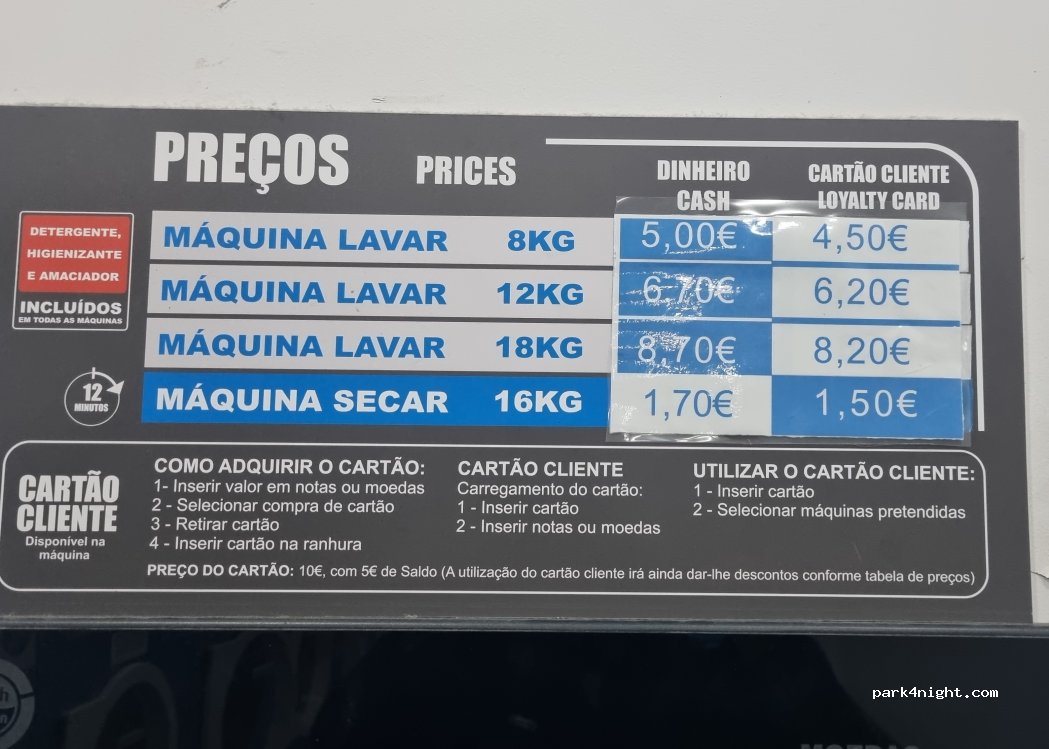 PREÇOS PRICES
DINHEIRO
CASH
CARTÃO CLIENTE
LOYALTY CARD
DETERGENTE,
HIGIENIZANTE
E AMACIADOR
INCLUÍDOS
EM TODAS AS MÁQUINAS
MÁQUINA LAVAR 8KG 5,00€ 4,50€
MÁQUINA LAVAR 12KG 6,70€ 6,20€
MÁQUINA LAVAR 18KG 8,70€ 8,20€
12
MINUTOS
MÁQUINA SECAR 16KG 1,70€ 1,50€
CARTÃO
CLIENTE
Disponível na
máquina
COMO ADQUIRIR O CARTÃO:
1- Inserir valor em notas ou moedas
2 - Selecionar compra de cartão
3 - Retirar cartão
4 - Inserir cartão na ranhura
CARTÃO CLIENTE
Carregamento do cartão:
1 - Inserir cartão
2 - Inserir notas ou moedas
UTILIZAR O CARTÃO CLIENTE:
1 - Inserir cartão
2 - Selecionar máquinas pretendidas
PREÇO DO CARTÃO: 10€, com 5€ de Saldo (A utilização do cartão cliente irá ainda dar-lhe descontos conforme tabela de preços)
park4night.com